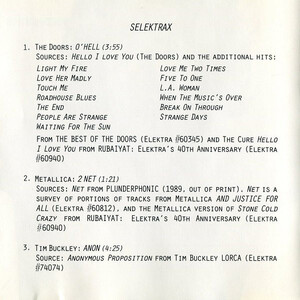 SELEKTRAX
1. THE DOORS: O'HELL (3:55)
SOURCES: HELLO I LOVE YOU (THE DOORS) AND THE ADDITIONAL HITS:
LIGHT MY FIRE LOVE ME TWO TIMES
LOVE HER MADLY FIVE TO ONE
TOUCH ME L.A. WOMAN
ROADHOUSE BLUES WHEN THE MUSIC'S OVER
THE END BREAK ON THROUGH
PEOPLE ARE STRANGE STRANGE DAYS
WAITING FOR THE SUN
FROM THE BEST OF THE DOORS (ELEKTRA #60345) AND THE CURE HELLO
I LOVE YOU FROM RUBAIYAT: ELEKTRA'S 40TH ANNIVERSARY (ELEKTRA
#60940)
2. METALLICA: 2 NET (1:21)
SOURCES: NET FROM PLUNDERPHONIC (1989, OUT OF PRINT). NET IS A
SURVEY OF PORTIONS OF TRACKS FROM METALLICA AND JUSTICE FOR
ALL (ELEKTRA #60812), AND THE METALLICA VERSION OF STONE COLD
CRAZY FROM RUBAIYAT: ELEKTRA'S 40TH ANNIVERSARY (ELEKTRA
#60940)
3. TIM BUCKLEY: ANON (4:25)
SOURCE: ANONYMOUS PROPOSITION FROM TIM BUCKLEY LORCA (ELEKTRA
#74074)